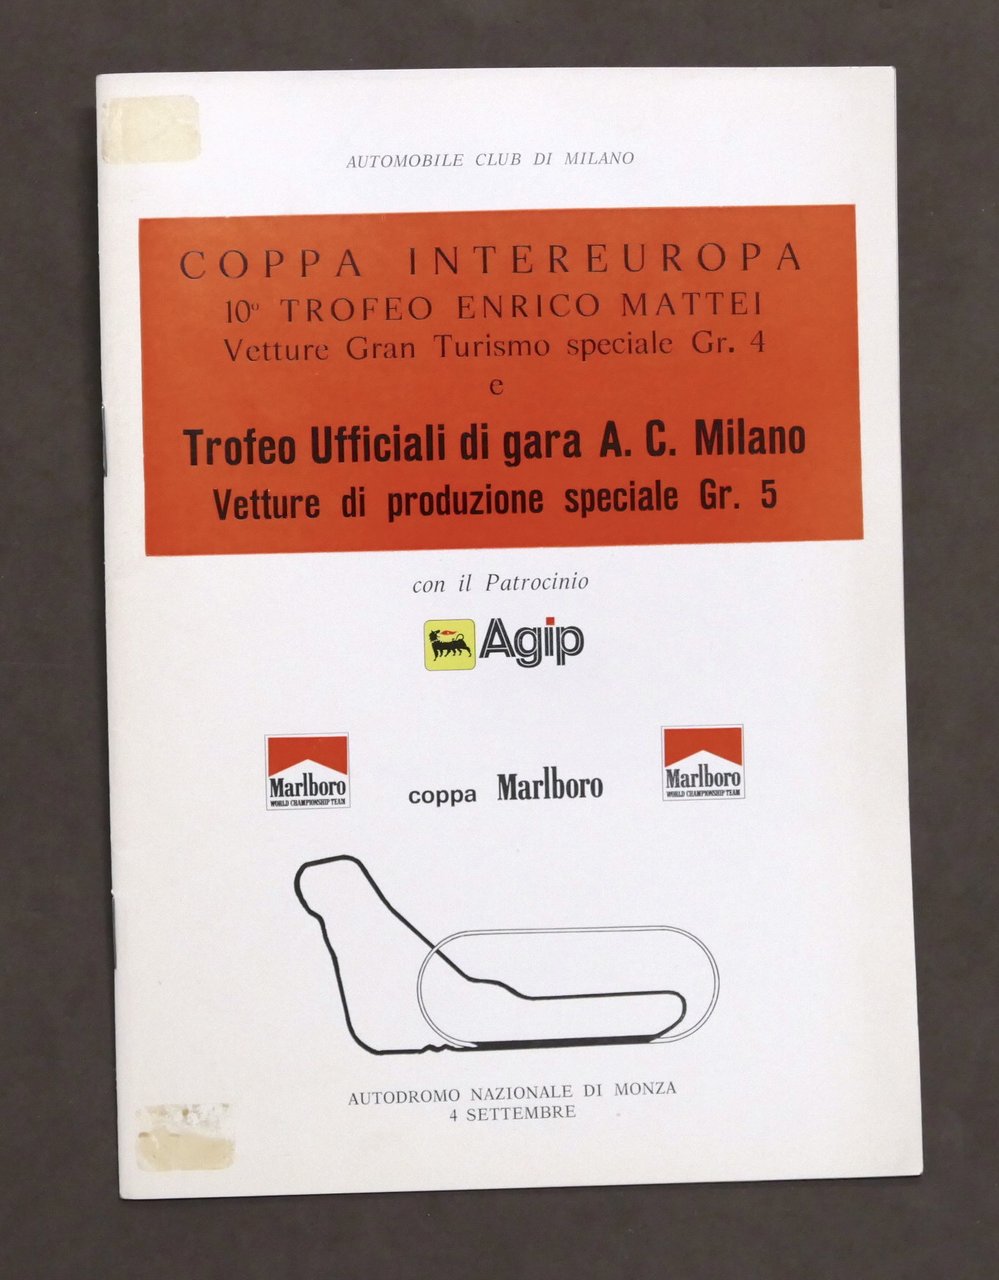 AUTOMOBILE CLUB DI MILANO
COPPA INTEREUROPA
10º TROFEO ENRICO MATTEI
Vetture Gran Turismo speciale Gr. 4
e
Trofeo Ufficiali di gara A. C. Milano
Vetture di produzione speciale Gr. 5
con il Patrocinio
Agip
Marlboro
WORLD CHAMPIONSHIP TEAM
coppa Marlboro
Marlboro
WORLD CHAMPIONSHIP TEAM
AUTODROMO NAZIONALE DI MONZA
4 SETTEMBRE